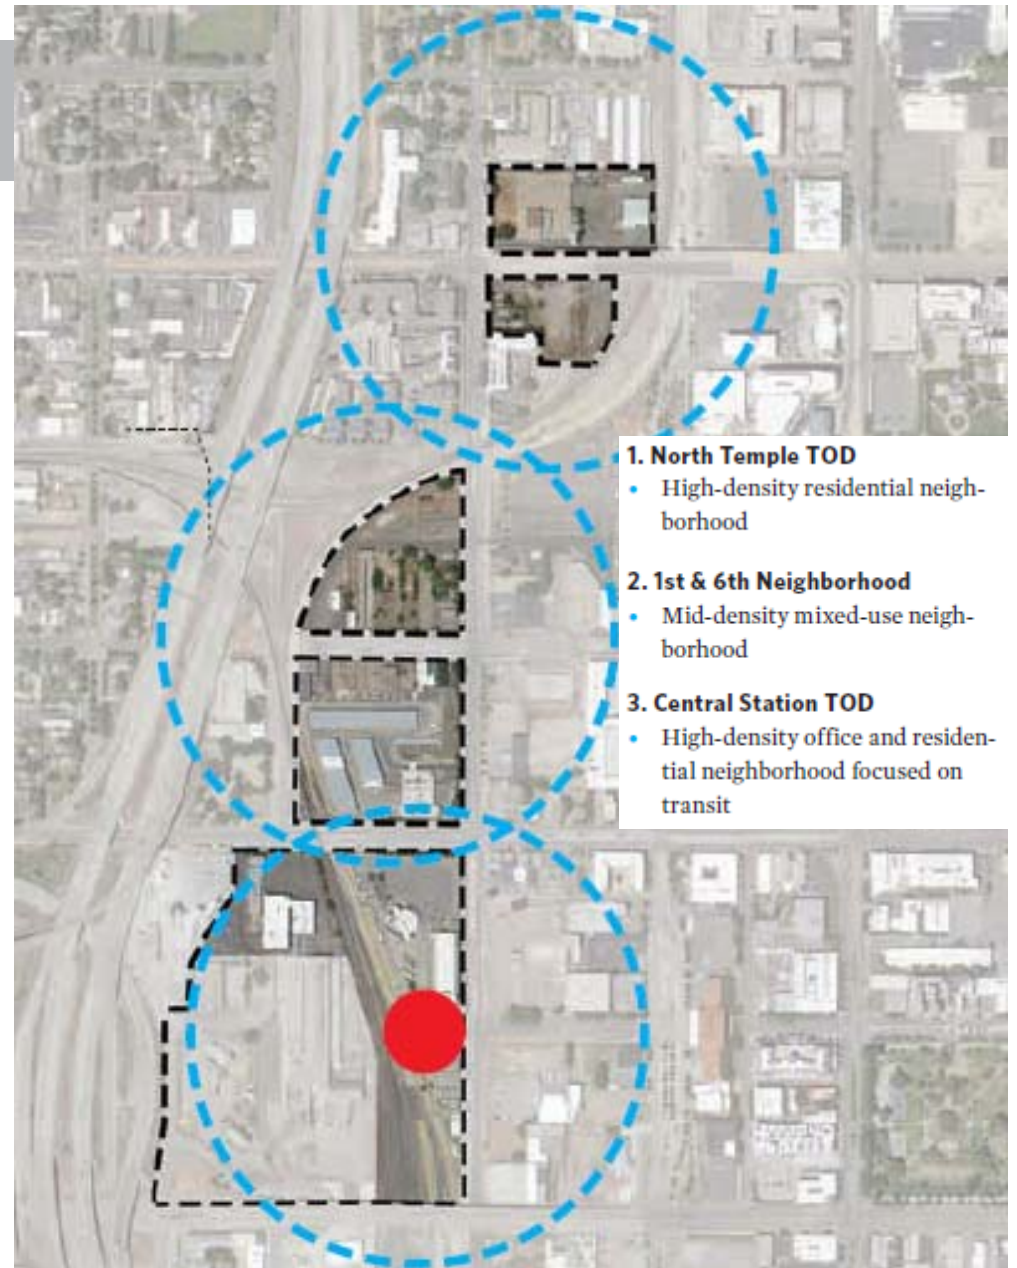 1. North Temple TOD
• High-density residential neigh-
borhood
2. 1st & 6th Neighborhood
• Mid-density mixed-use neigh-
borhood
3. Central Station TOD
• High-density office and residen-
tial neighborhood focused on
transit